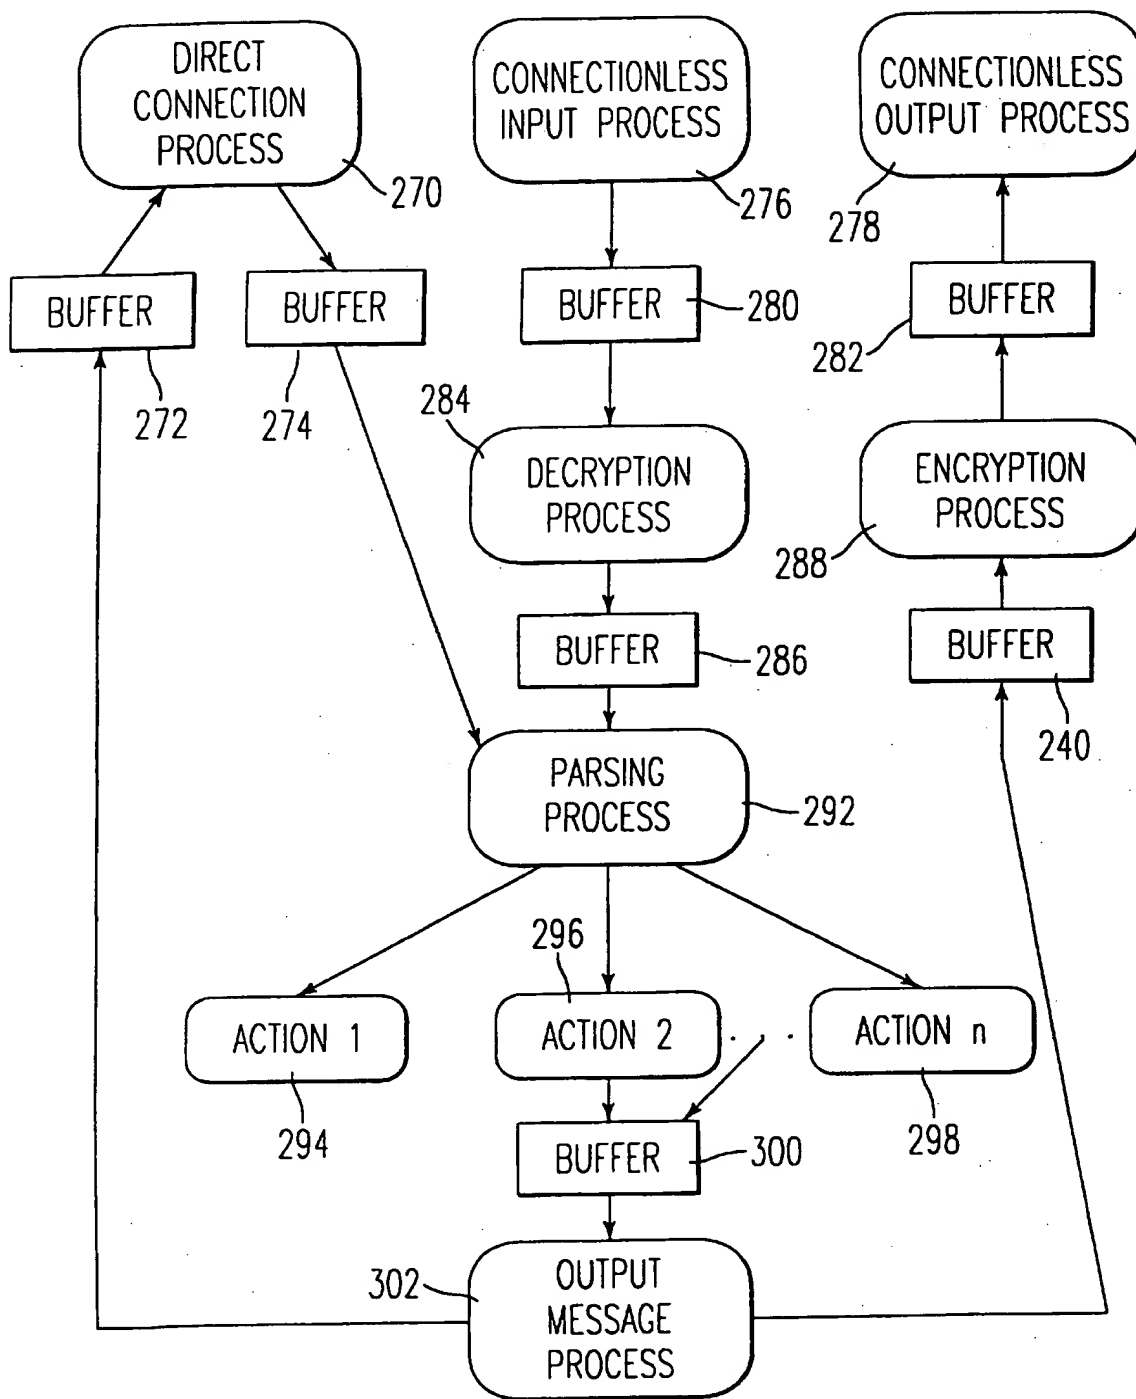 DIRECT
CONNECTION
PROCESS
270
CONNECTIONLESS
INPUT PROCESS
276
CONNECTIONLESS
OUTPUT PROCESS
278
BUFFER
272
BUFFER
274
BUFFER
280
BUFFER
282
284
DECRYPTION
PROCESS
ENCRYPTION
PROCESS
288
BUFFER
286
BUFFER
240
PARSING
PROCESS
292
ACTION 1
294
296
ACTION 2
. . .
ACTION n
298
BUFFER
300
302
OUTPUT
MESSAGE
PROCESS